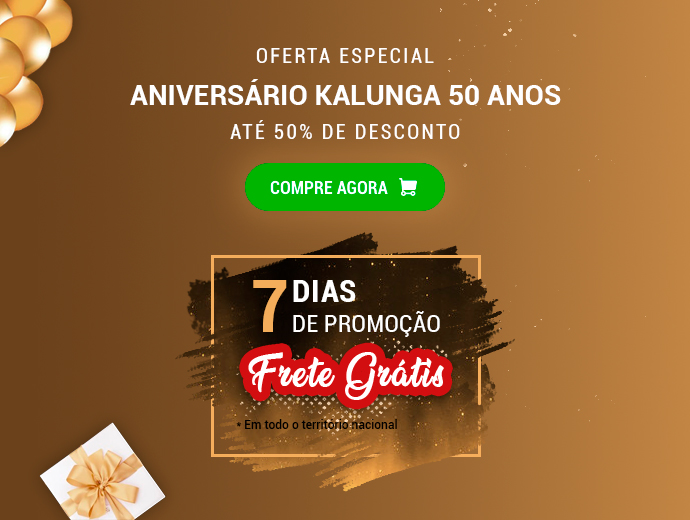 OFERTA ESPECIAL
ANIVERSÁRIO KALUNGA 50 ANOS
ATÉ 50% DE DESCONTO
COMPRE AGORA
7 DIAS
DE PROMOÇÃO
Frete Grátis
* Em todo o território nacional